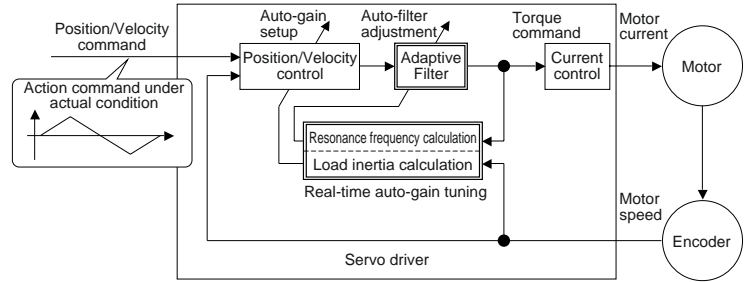 Position/Velocity
command
Auto-gain
setup
Auto-filter
adjustment
Torque
command
Motor
current
Position/Velocity
control
Adaptive
Filter
Current
control
Motor
Action command under
actual condition
Resonance frequency calculation
Load inertia calculation
Real-time auto-gain tuning
Motor
speed
Encoder
Servo driver